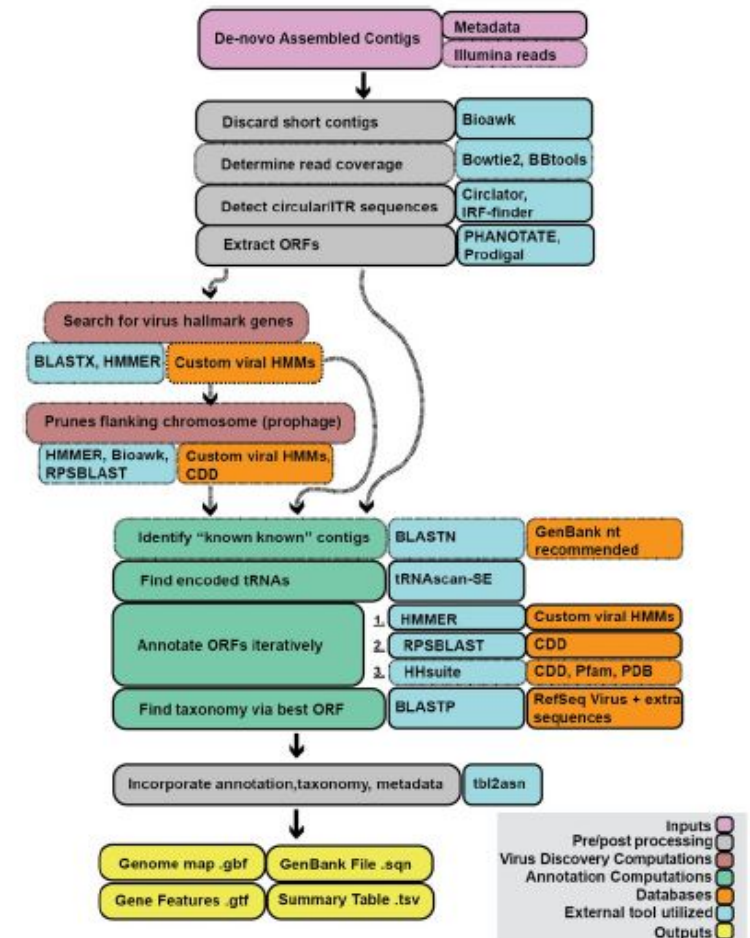 De-novo Assembled Contigs
Metadata
Illumina reads
Discard short contigs
Bioawk
Determine read coverage
Bowtie2, BBtools
Detect circular/ITR sequences
Circlator,
IRF-finder
Extract ORFs
PHANOTATE,
Prodigal
Search for virus hallmark genes
BLASTX, HMMER
Custom viral HMMs
Prunes flanking chromosome (prophage)
HMMER, Bioawk,
RPSBLAST
Custom viral HMMs,
CDD
Identify “known known” contigs
BLASTN
GenBank nt
recommended
Find encoded tRNAs
tRNAscan-SE
Annotate ORFs iteratively
1. HMMER
Custom viral HMMs
2. RPSBLAST
CDD
3. HHsuite
CDD, Pfam, PDB
Find taxonomy via best ORF
BLASTP
RefSeq Virus + extra
sequences
Incorporate annotation,taxonomy, metadata
tbl2asn
Genome map .gbf
GenBank File .sqn
Gene Features .gtf
Summary Table .tsv
Inputs
Pre/post processing
Virus Discovery Computations
Annotation Computations
Databases
External tool utilized
Outputs